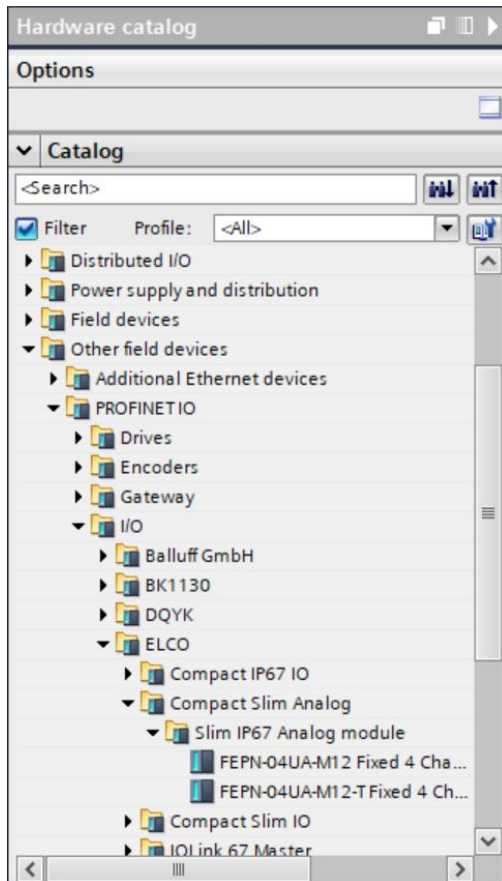 Hardware catalog
Options
Catalog
<Search>
Filter Profile: <All>
Distributed I/O
Power supply and distribution
Field devices
Other field devices
Additional Ethernet devices
PROFINET IO
Drives
Encoders
Gateway
I/O
Balluff GmbH
BK1130
DQYK
ELCO
Compact IP67 IO
Compact Slim Analog
Slim IP67 Analog module
FEPN-04UA-M12 Fixed 4 Cha...
FEPN-04UA-M12-T Fixed 4 Ch...
Compact Slim IO
IOLink 67 Master